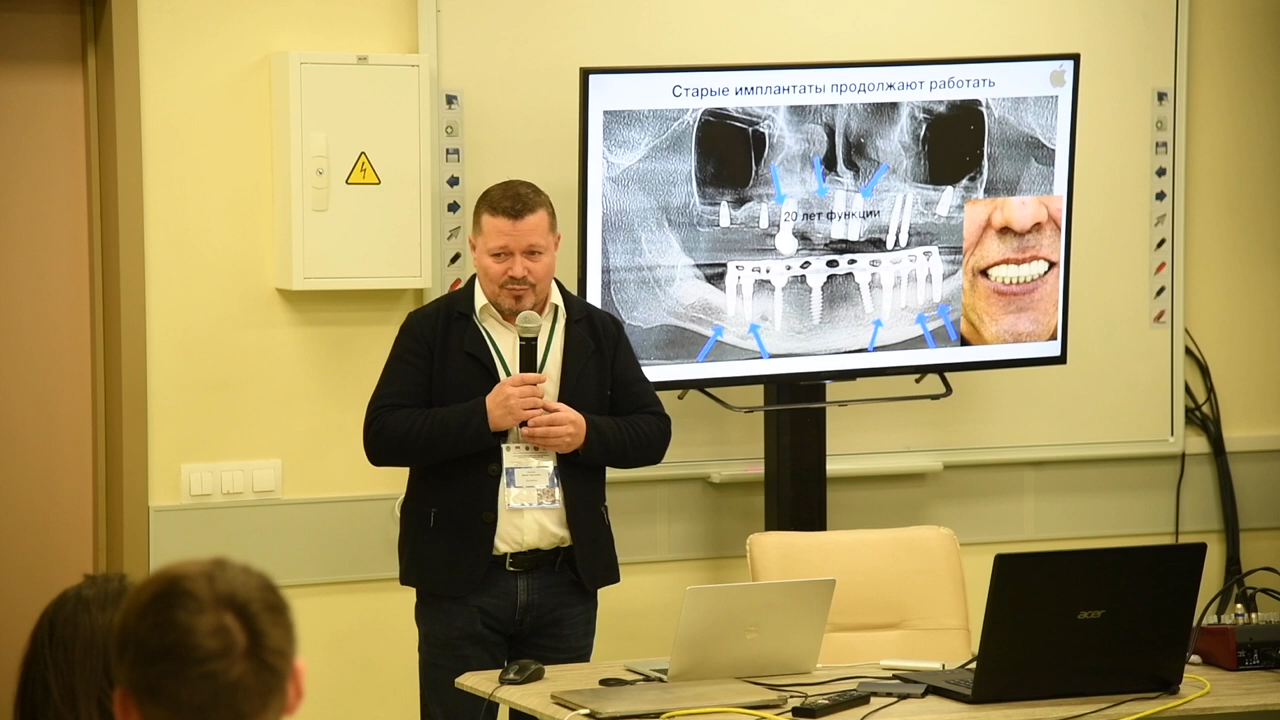 Старые имплантаты продолжают работать
20 лет функции
acer